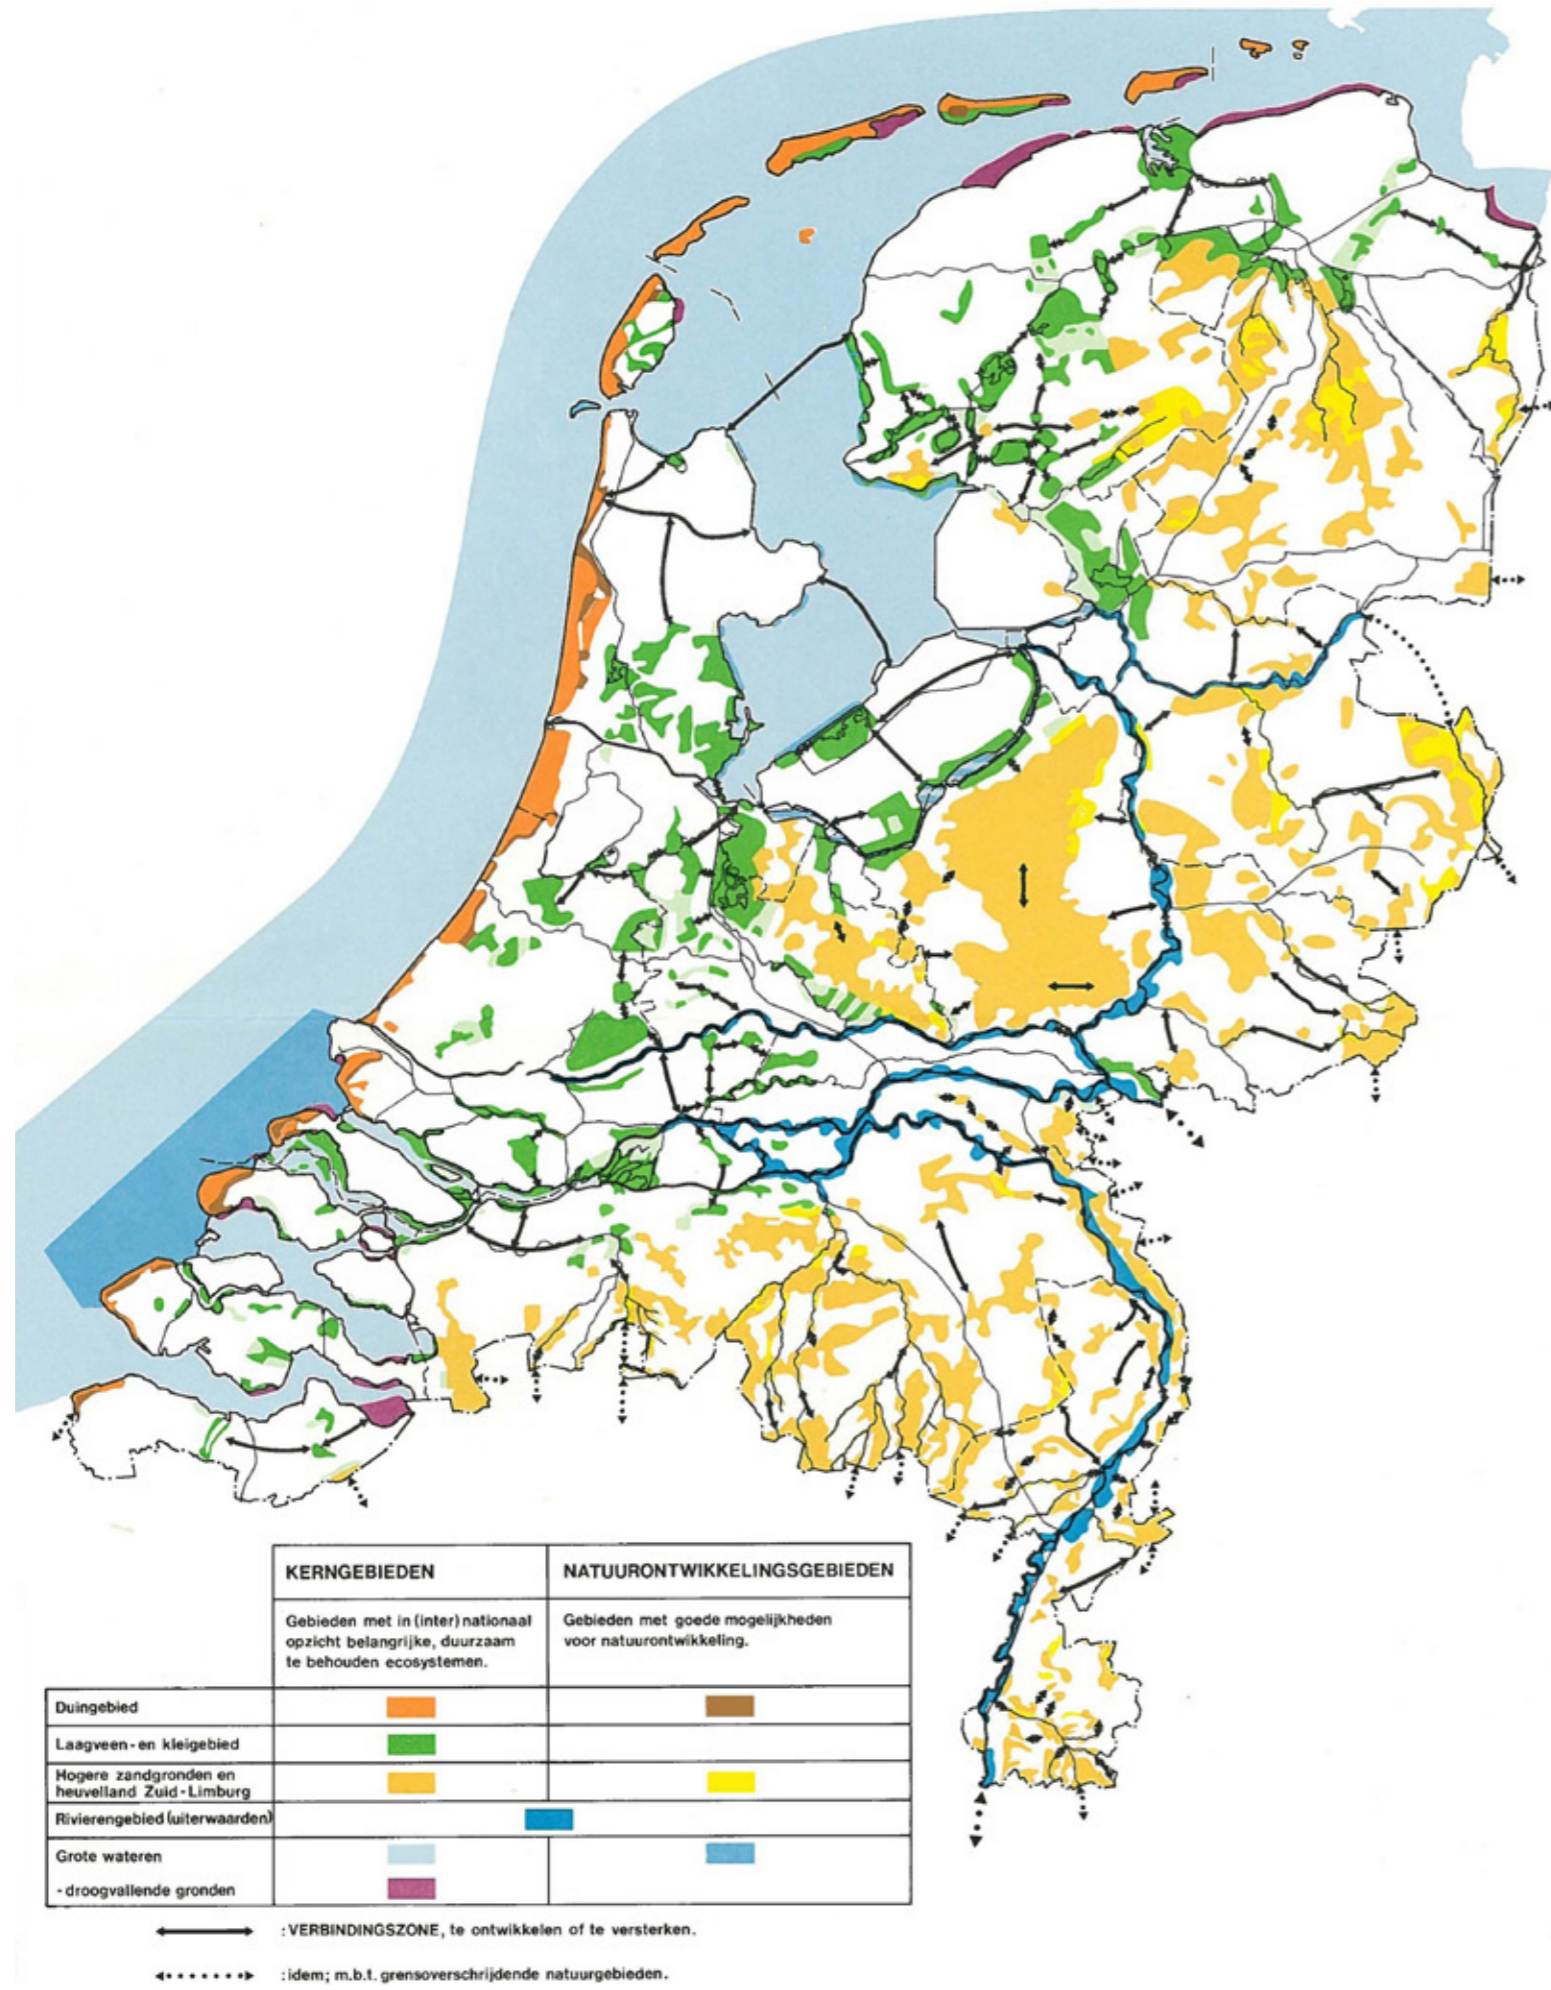 KERNGEBIEDEN
NATUURONTWIKKELINGSGEBIEDEN
Gebieden met in (inter) nationaal
opzicht belangrijke, duurzaam
te behouden ecosystemen.
Gebieden met goede mogelijkheden
voor natuurontwikkeling.
Duingebied
Laagveen- en kleigebied
Hogere zandgronden en
heuvelland Zuid-Limburg
Rivierengebied (uiterwaarden)
Grote wateren
- droogvallende gronden
: VERBINDINGSZONE, te ontwikkelen of te versterken.
: idem; m.b.t. grensoverschrijdende natuurgebieden.